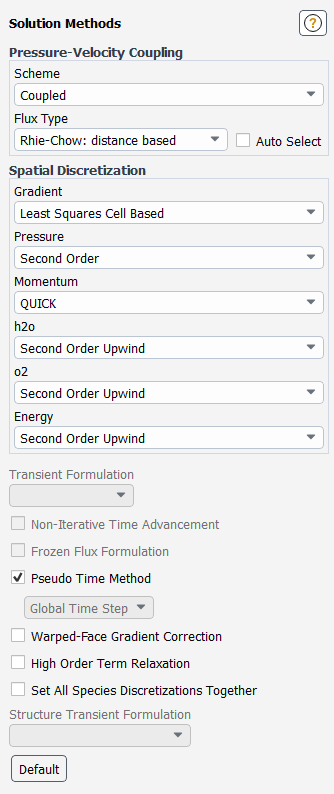 Solution Methods
?
Pressure-Velocity Coupling
Scheme
Coupled
Flux Type
Rhie-Chow: distance based
Auto Select
Spatial Discretization
Gradient
Least Squares Cell Based
Pressure
Second Order
Momentum
QUICK
h2o
Second Order Upwind
o2
Second Order Upwind
Energy
Second Order Upwind
Transient Formulation
Non-Iterative Time Advancement
Frozen Flux Formulation
Pseudo Time Method
Global Time Step
Warped-Face Gradient Correction
High Order Term Relaxation
Set All Species Discretizations Together
Structure Transient Formulation
Default